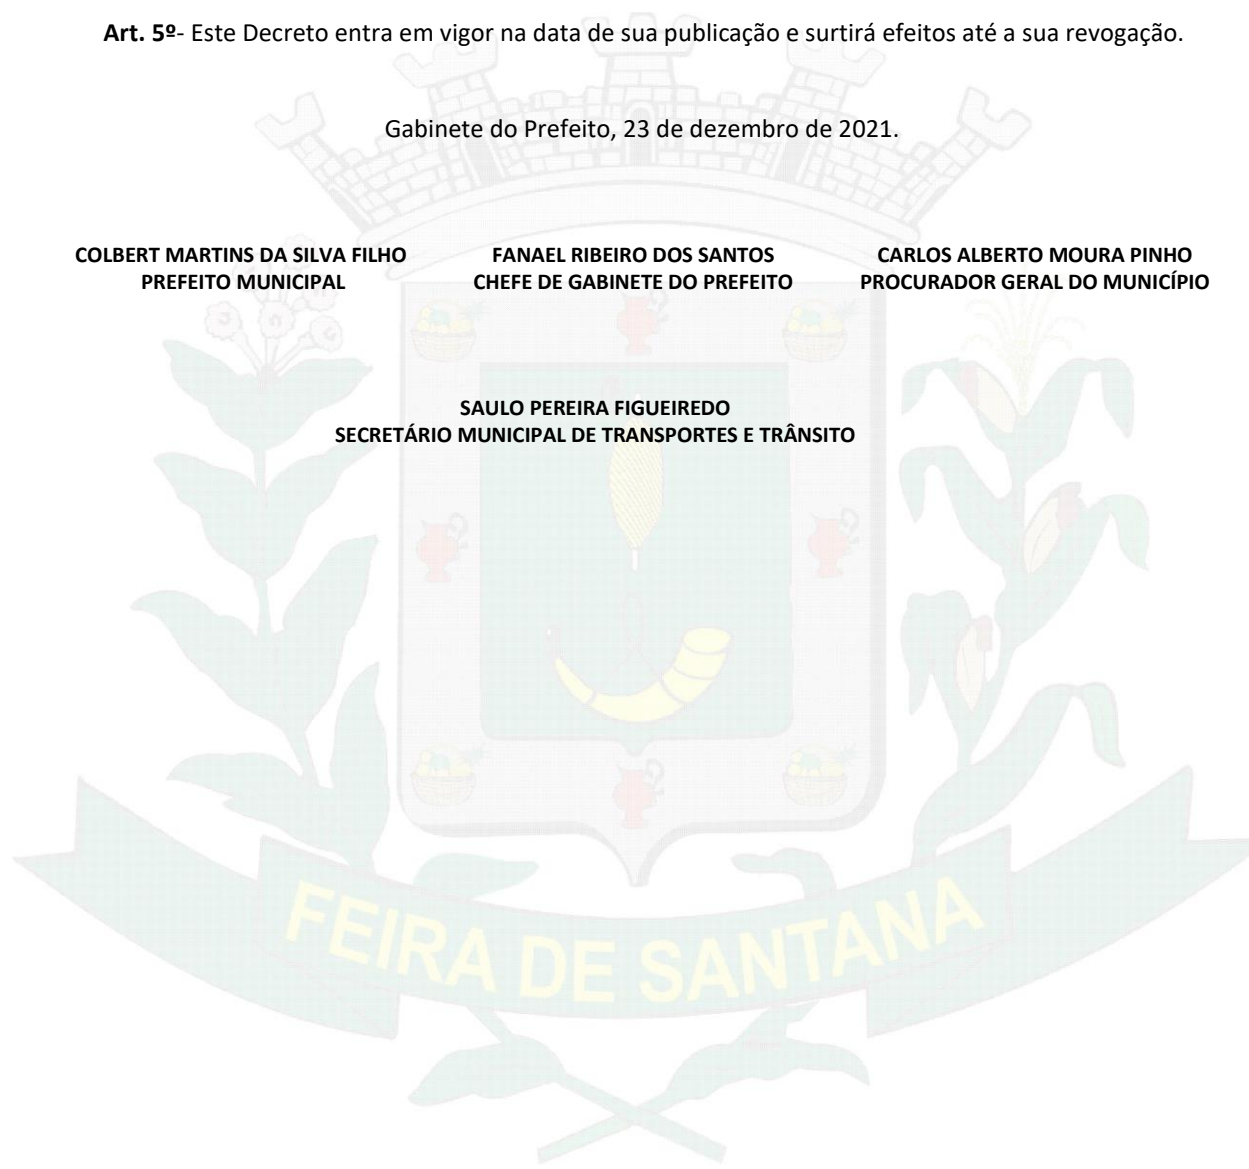 Art. 5º- Este Decreto entra em vigor na data de sua publicação e surtirá efeitos até a sua revogação.
Gabinete do Prefeito, 23 de dezembro de 2021.
COLBERT MARTINS DA SILVA FILHO
PREFEITO MUNICIPAL
FANAEL RIBEIRO DOS SANTOS
CHEFE DE GABINETE DO PREFEITO
CARLOS ALBERTO MOURA PINHO
PROCURADOR GERAL DO MUNICÍPIO
SAULO PEREIRA FIGUEIREDO
SECRETÁRIO MUNICIPAL DE TRANSPORTES E TRÂNSITO
FEIRA DE SANTANA